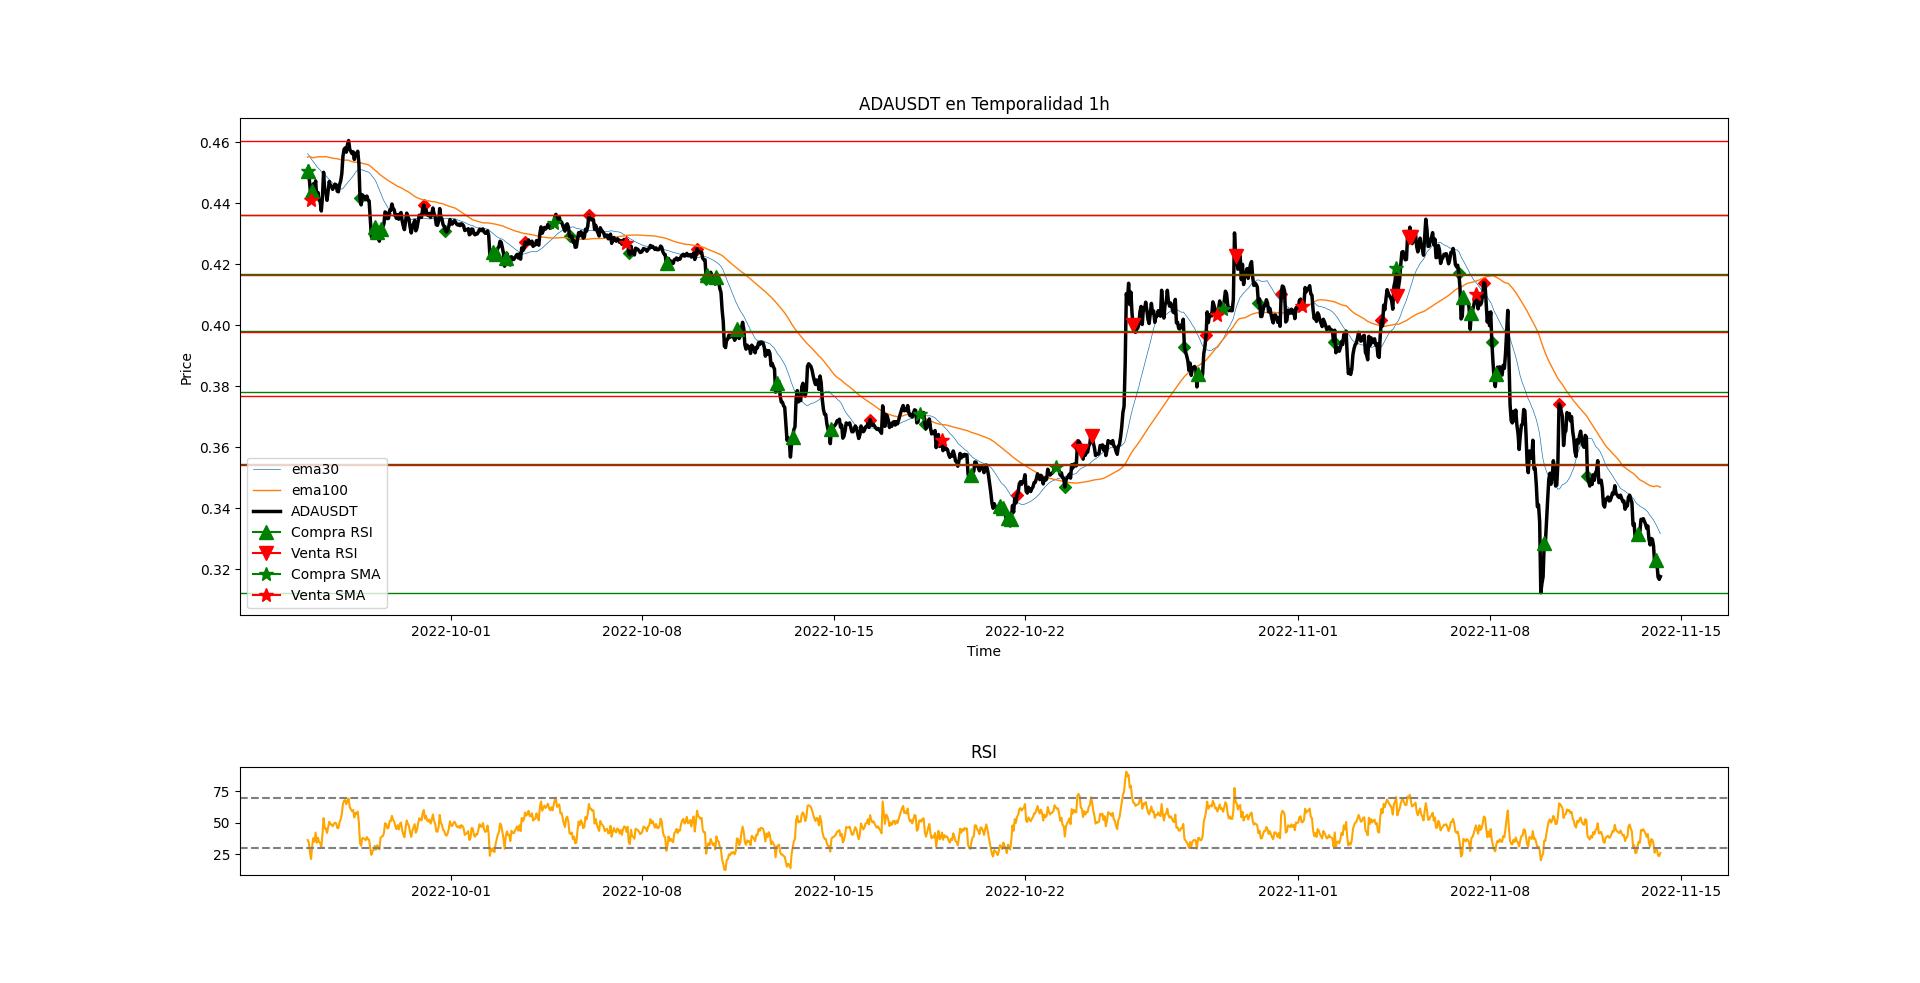 ADAUSDT en Temporalidad 1h
0.46
0.44
0.42
0.40
0.38
0.36
0.34
0.32
Price
ema30
ema100
ADAUSDT
Compra RSI
Venta RSI
Compra SMA
Venta SMA
2022-10-01 2022-10-08 2022-10-15 2022-10-22 2022-11-01 2022-11-08 2022-11-15
Time
RSI
75
50
25
2022-10-01 2022-10-08 2022-10-15 2022-10-22 2022-11-01 2022-11-08 2022-11-15